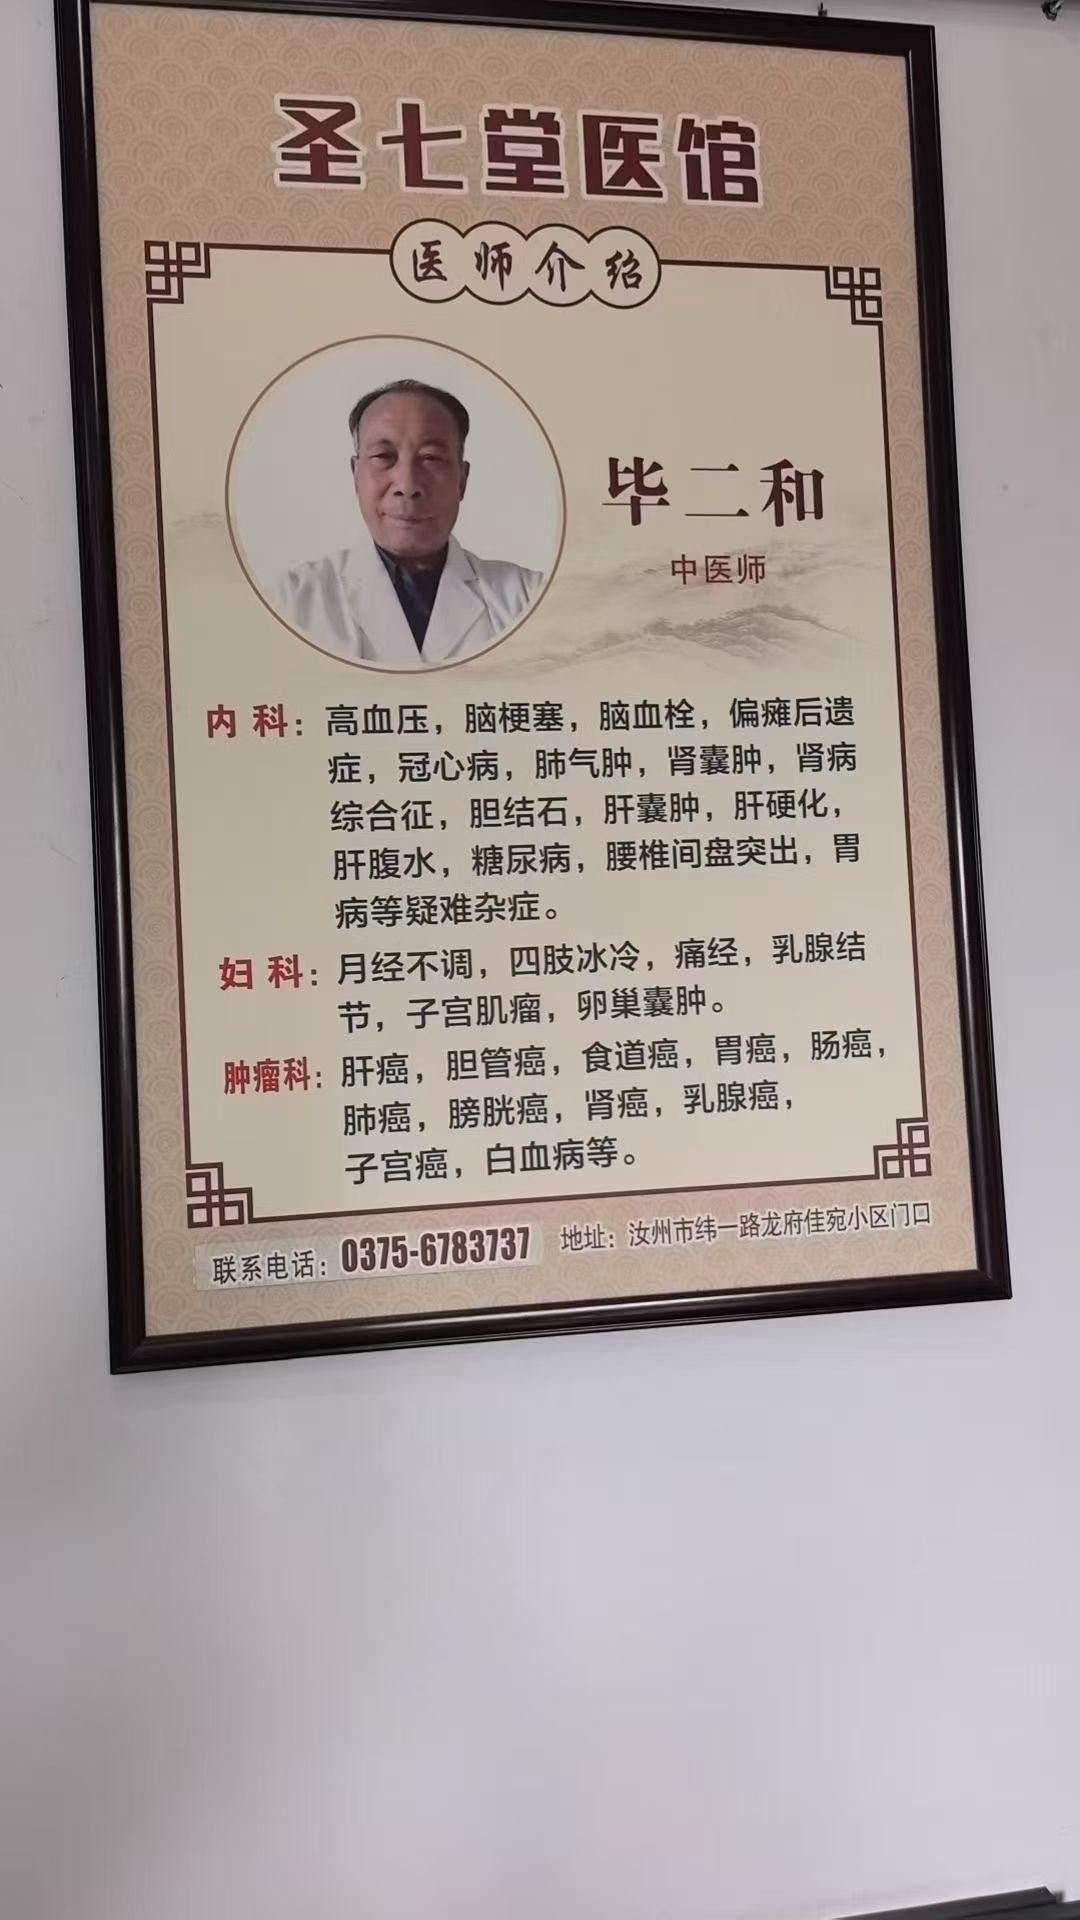 圣七堂医馆
医师介绍
毕二和
中医师
内科：高血压，脑梗塞，脑血栓，偏瘫后遗
症，冠心病，肺气肿，肾囊肿，肾病
综合征，胆结石，肝囊肿，肝硬化，
肝腹水，糖尿病，腰椎间盘突出，胃
病等疑难杂症。
妇科：月经不调，四肢冰冷，痛经，乳腺结
节，子宫肌瘤，卵巢囊肿。
肿瘤科：肝癌，胆管癌，食道癌，胃癌，肠癌，
肺癌，膀胱癌，肾癌，乳腺癌，
子宫癌，白血病等。
联系电话：0375-6783737 地址：汝州市纬一路龙府佳宛小区门口